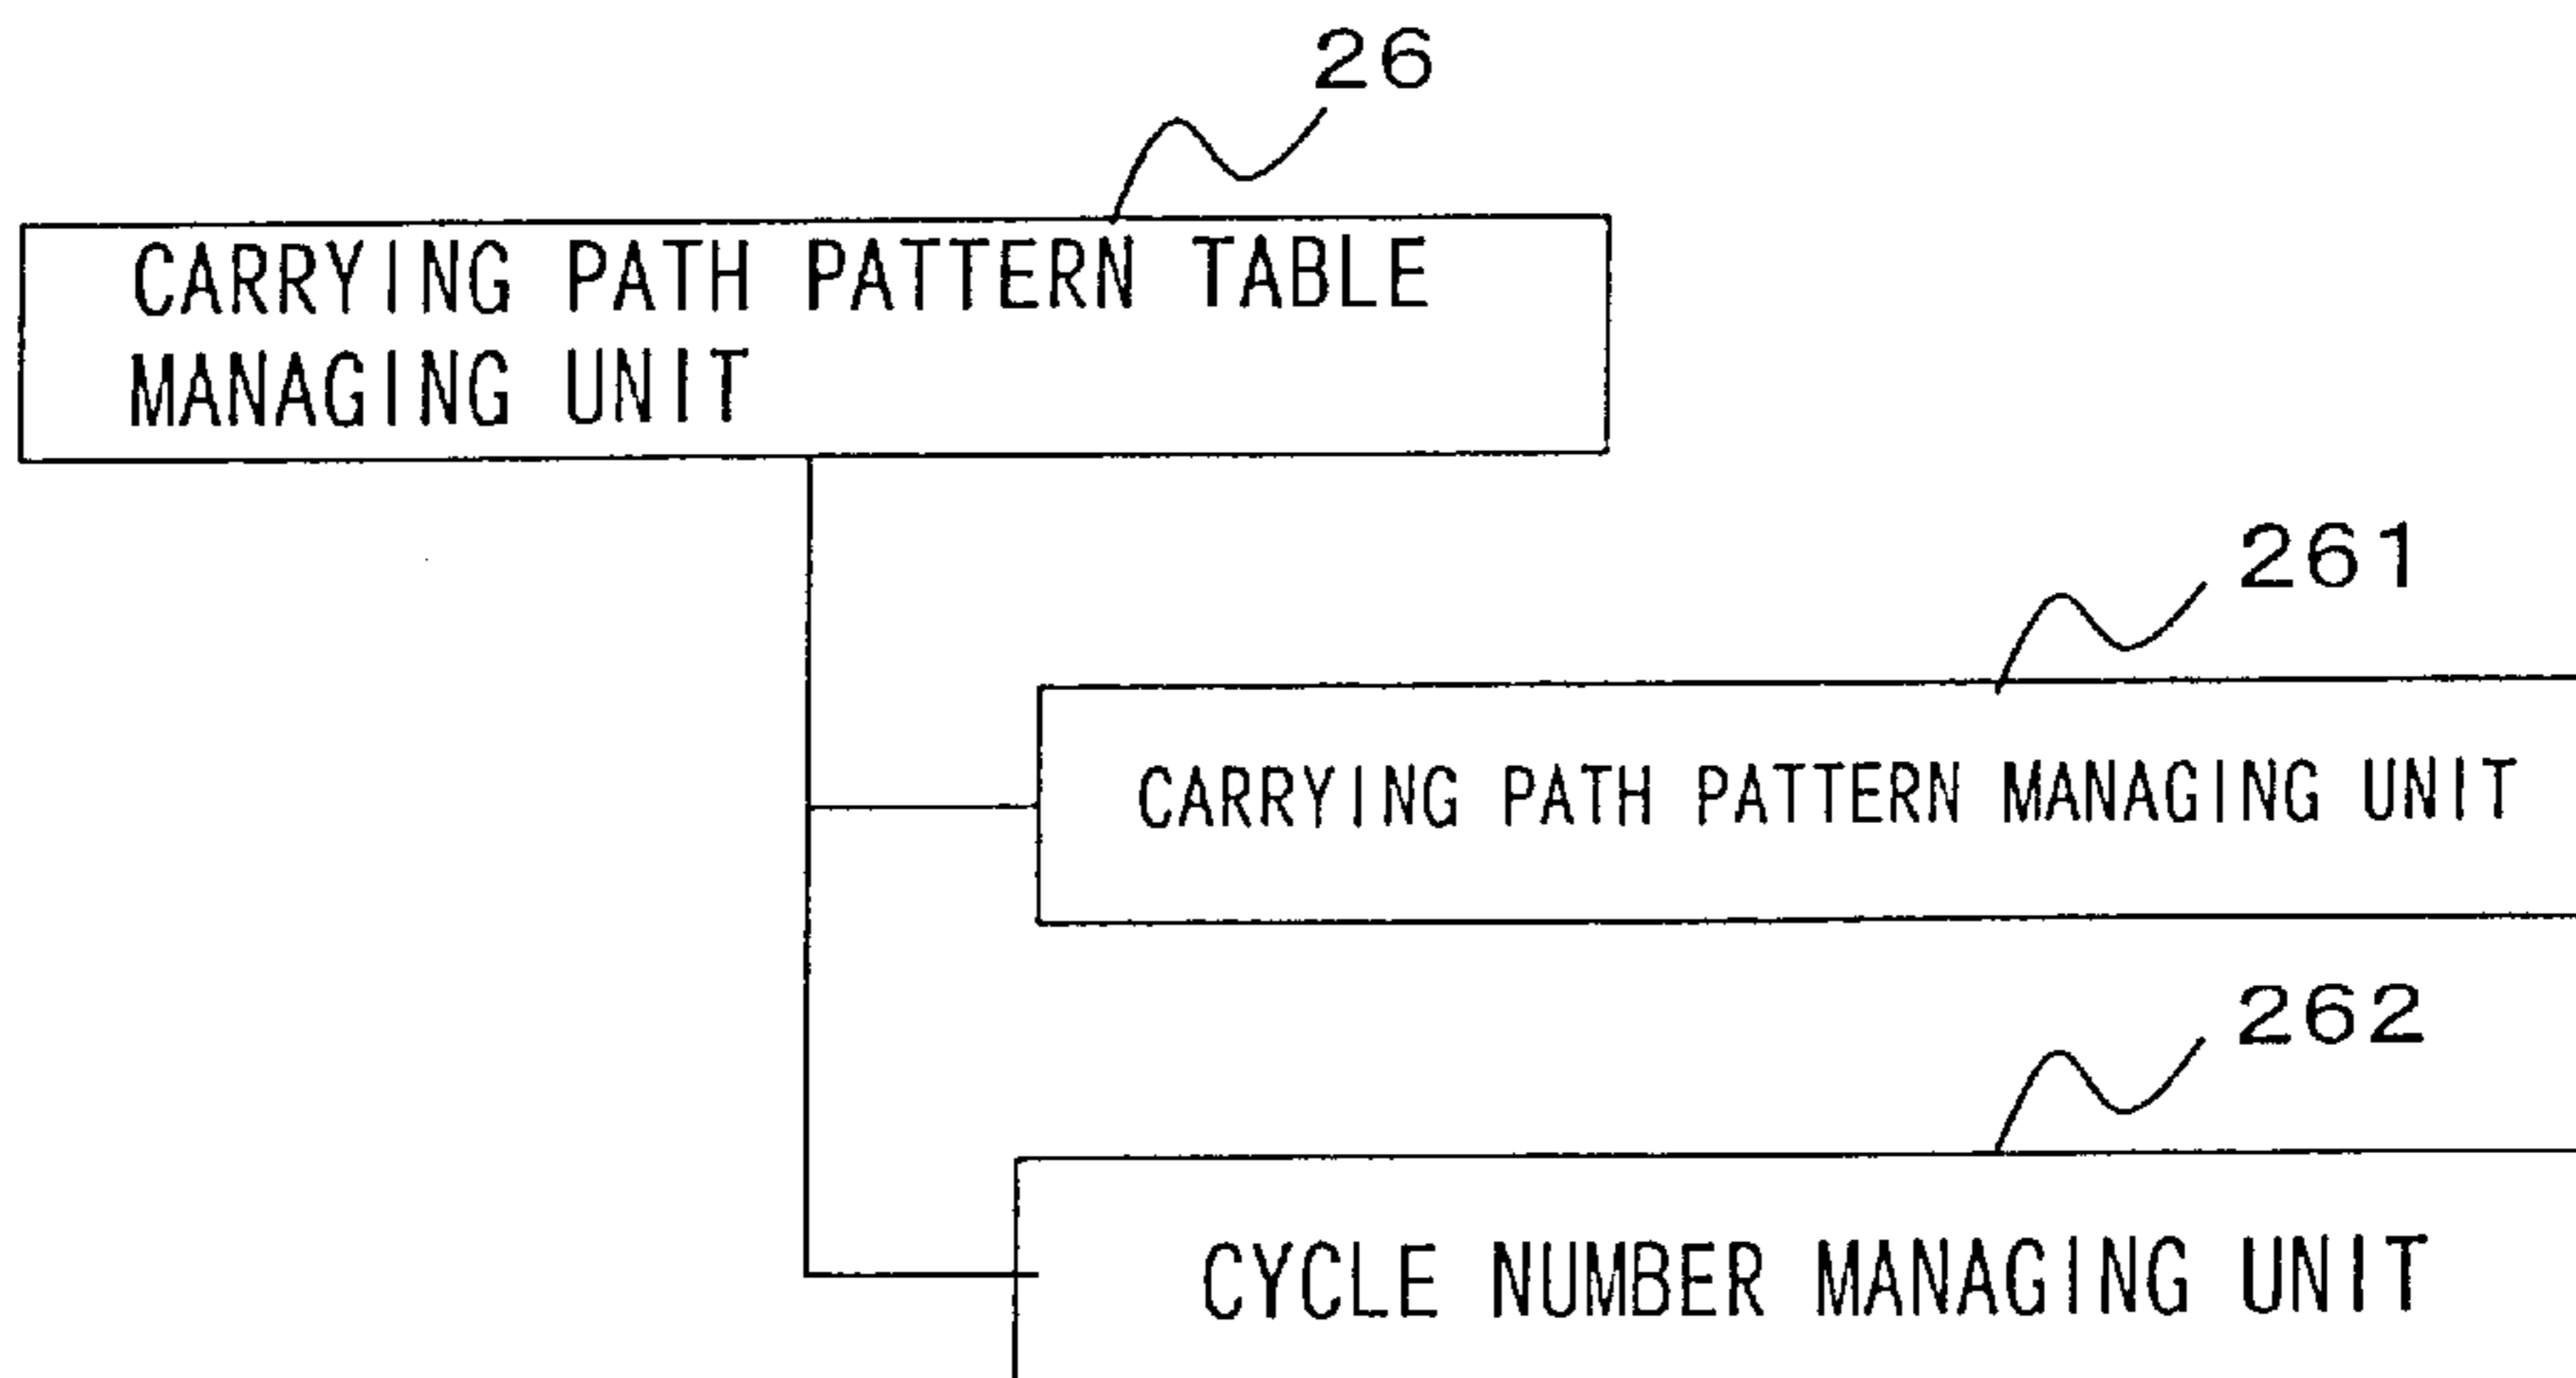 26
CARRYING PATH PATTERN TABLE
MANAGING UNIT
261
CARRYING PATH PATTERN MANAGING UNIT
262
CYCLE NUMBER MANAGING UNIT